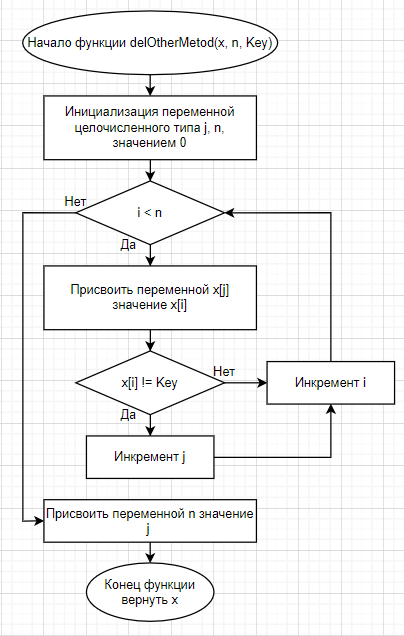 Начало функции delOtherMetod(x, n, Key)
Инициализация переменной
целочисленного типа j, n,
значением 0
Нет
i < n
Да
Присвоить переменной x[j]
значение x[i]
x[i] != Key
Нет
Инкремент i
Да
Инкремент j
Присвоить переменной n значение
j
Конец функции
вернуть x